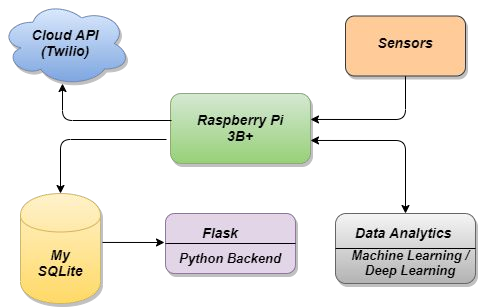 Cloud API
(Twilio)
Sensors
Raspberry Pi
3B+
My
SQLite
Flask
Python Backend
Data Analytics
Machine Learning /
Deep Learning